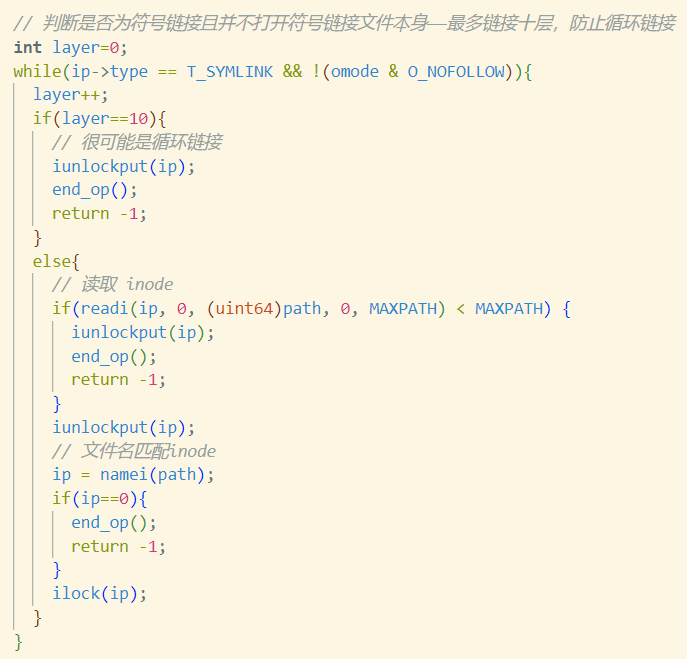 // 判断是否为符号链接且并不打开符号链接文件本身——最多链接十层，防止循环链接
int layer=0;
while(ip->type == T_SYMLINK && !(omode & O_NOFOLLOW)){
  layer++;
  if(layer==10){
    // 很可能是循环链接
    iunlockput(ip);
    end_op();
    return -1;
  }
  else{
    // 读取 inode
    if(readi(ip, 0, (uint64)path, 0, MAXPATH) < MAXPATH) {
      iunlockput(ip);
      end_op();
      return -1;
    }
    iunlockput(ip);
    // 文件名匹配inode
    ip = namei(path);
    if(ip==0){
      end_op();
      return -1;
    }
    ilock(ip);
  }
}